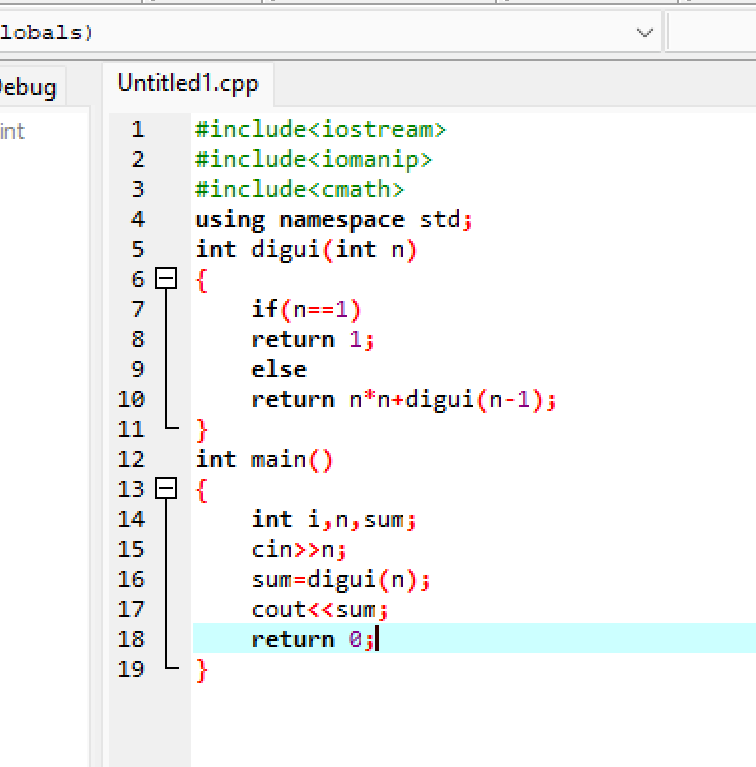 lobals)
Debug
Untitled1.cpp
int
1 #include<iostream>
2 #include<iomanip>
3 #include<cmath>
4 using namespace std;
5 int digui(int n)
6 {
7 if(n==1)
8 return 1;
9 else
10 return n*n+digui(n-1);
11 }
12 int main()
13 {
14 int i,n,sum;
15 cin>>n;
16 sum=digui(n);
17 cout<<sum;
18 return 0;
19 }